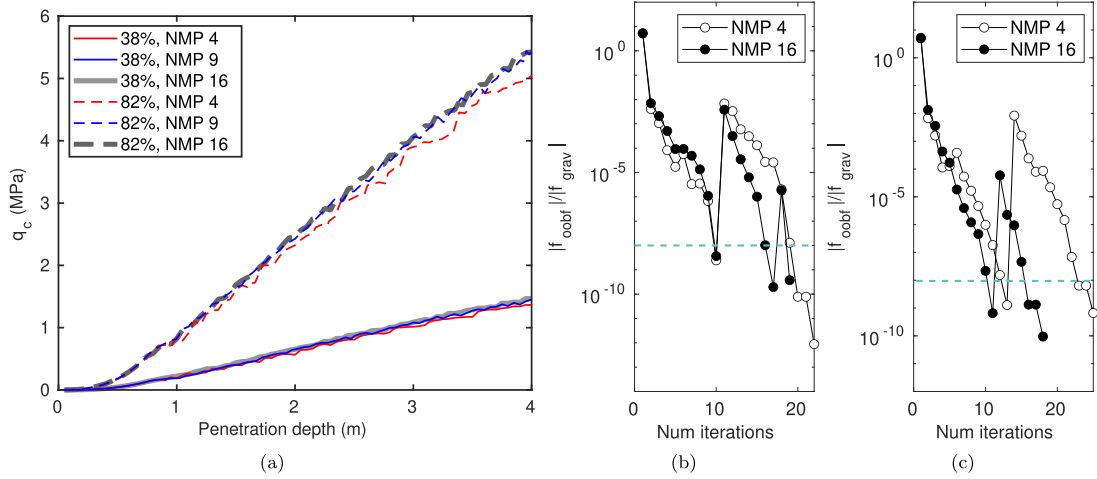 6
5
4
3
2
1
0
q_c (MPa)
38%, NMP 4
38%, NMP 9
38%, NMP 16
82%, NMP 4
82%, NMP 9
82%, NMP 16
0 1 2 3 4
Penetration depth (m)
(a)
|f_oobf|/|f_grav|
10^0
10^-5
10^-10
NMP 4
NMP 16
0 10 20
Num iterations
(b)
|f_oobf|/|f_grav|
10^0
10^-5
10^-10
NMP 4
NMP 16
0 10 20
Num iterations
(c)